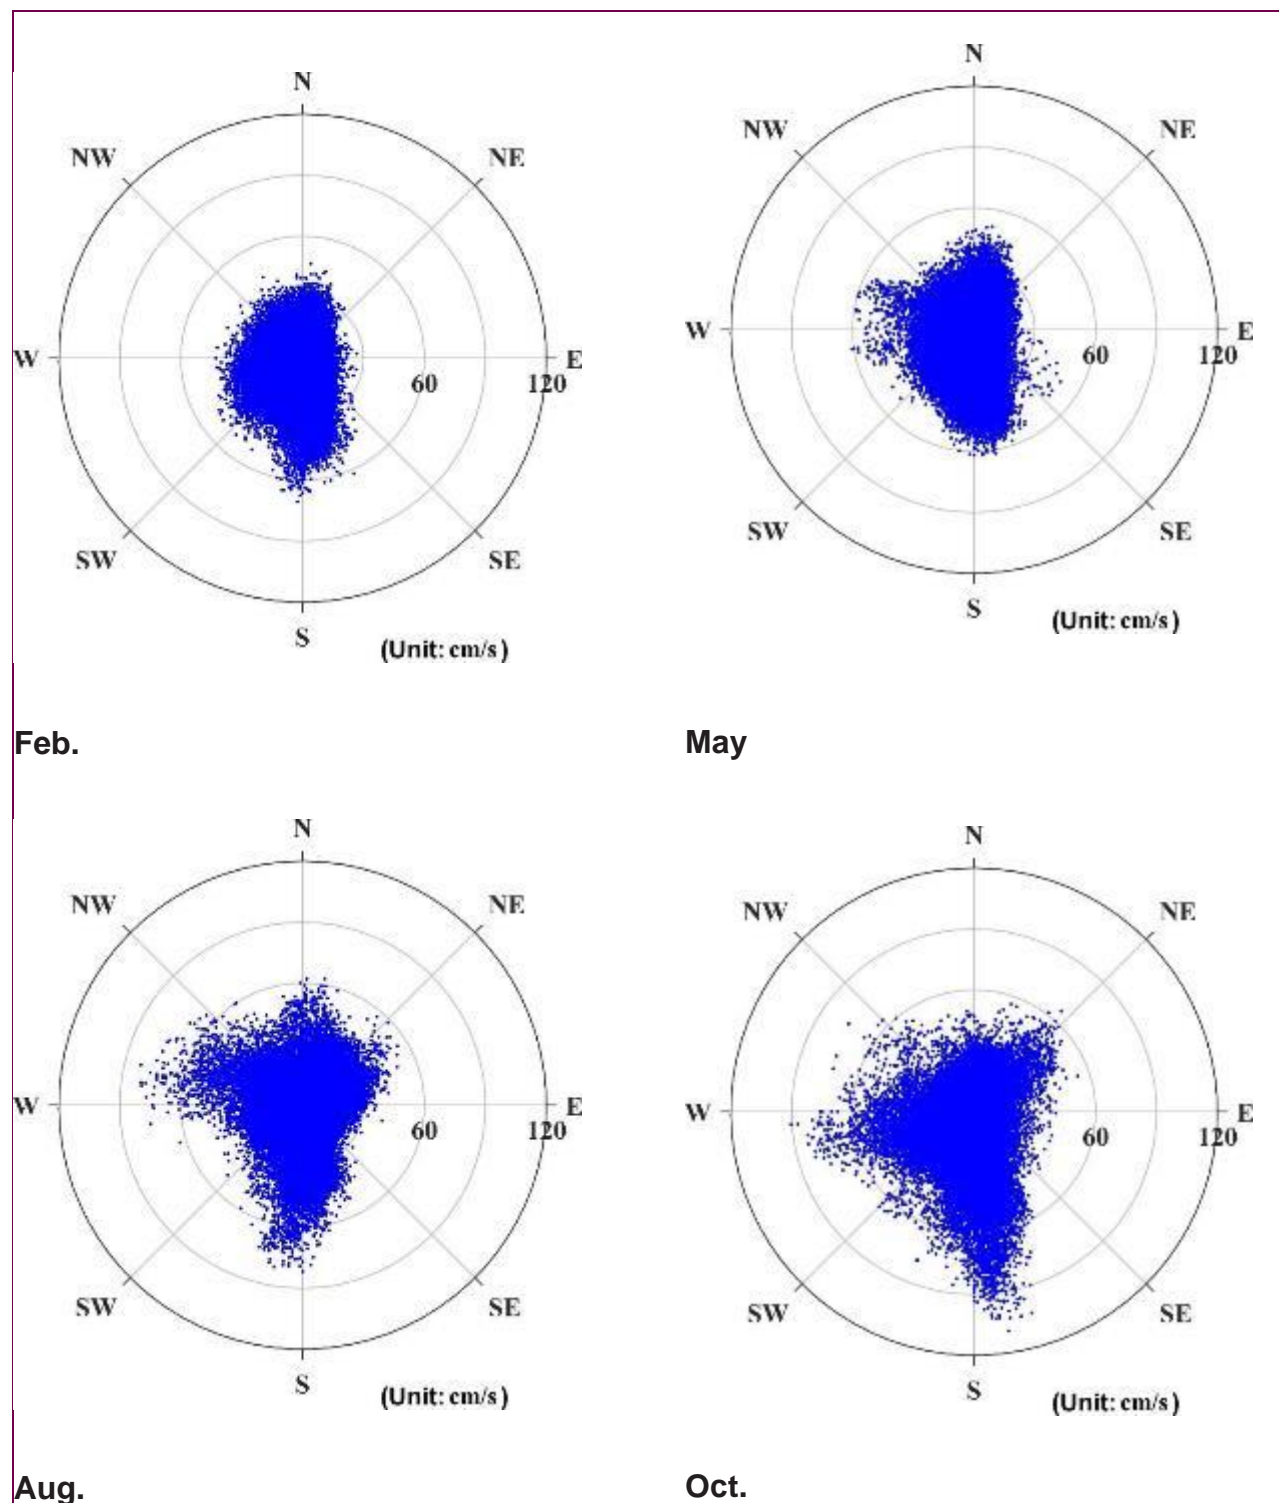 N
NW NE
W E
60 120
SW SE
S
(Unit: cm/s)
Feb.
N
NW NE
W E
60 120
SW SE
S
(Unit: cm/s)
May
N
NW NE
W E
60 120
SW SE
S
(Unit: cm/s)
Aug.
N
NW NE
W E
60 120
SW SE
S
(Unit: cm/s)
Oct.